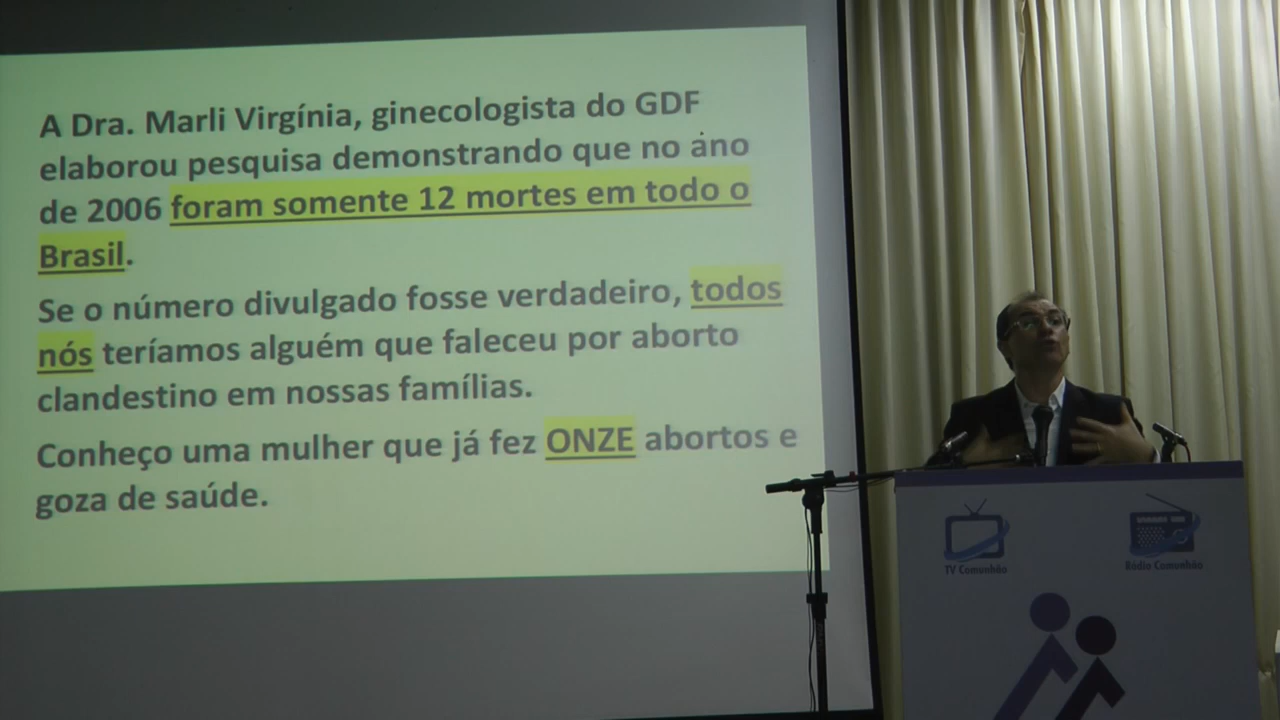 A Dra. Marli Virgínia, ginecologista do GDF
elaborou pesquisa demonstrando que no ano
de 2006 foram somente 12 mortes em todo o
Brasil.
Se o número divulgado fosse verdadeiro, todos
nós teríamos alguém que faleceu por aborto
clandestino em nossas famílias.
Conheço uma mulher que já fez ONZE abortos e
goza de saúde.
TV Comunhão
Rádio Comunhão